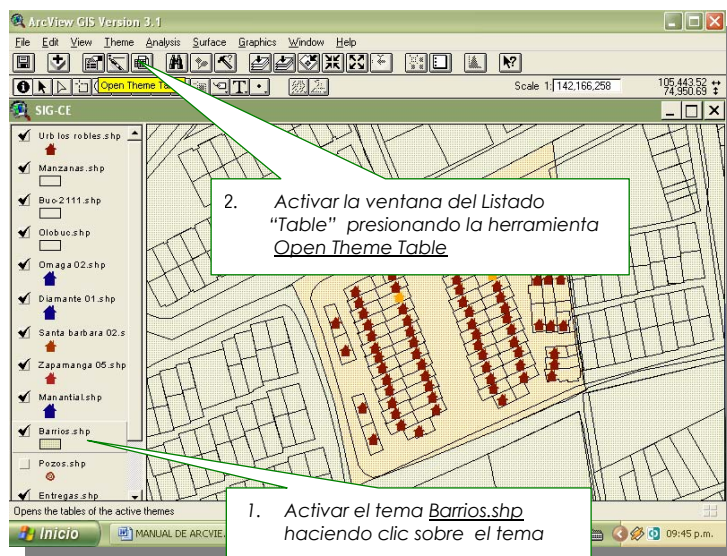 ArcView GIS Version 3.1
File Edit View Theme Analysis Surface Graphics Window Help
Open Theme Ta
Scale 1: 142,166,258
105,443.52
74,950.69
SIG-CE
Urb los robles.shp
Manzanas.shp
Buo-2111.shp
Olobuc.shp
Omaga 02.shp
Diamante 01.shp
Santa barbara 02.s
Zapamanga 05.shp
Manantial.shp
Barrios.shp
Pozos.shp
Entregas.shp
2. Activar la ventana del Listado
“Table” presionando la herramienta
Open Theme Table
1. Activar el tema Barrios.shp
haciendo clic sobre el tema
Opens the tables of the active themes
Inicio
MANUAL DE ARCVIE
09:45 p.m.